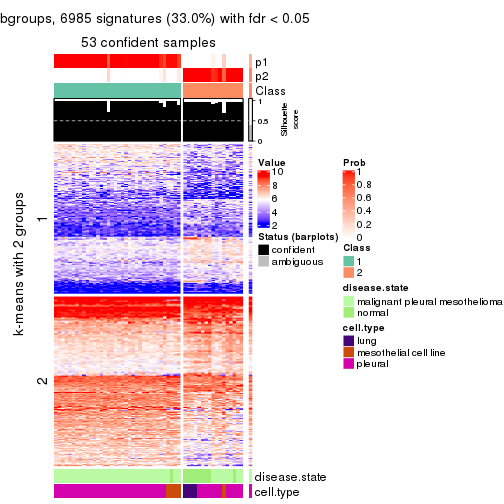 bgroups, 6985 signatures (33.0%) with fdr < 0.05
53 confident samples
p1
p2
Class
1
0.5
0
Silhouette
score
k-means with 2 groups
1
2
disease.state
cell.type
Value
10
8
6
4
2
Status (barplots)
confident
ambiguous
Prob
1
0.8
0.6
0.4
0.2
0
Class
1
2
disease.state
malignant pleural mesothelioma
normal
cell.type
lung
mesothelial cell line
pleural